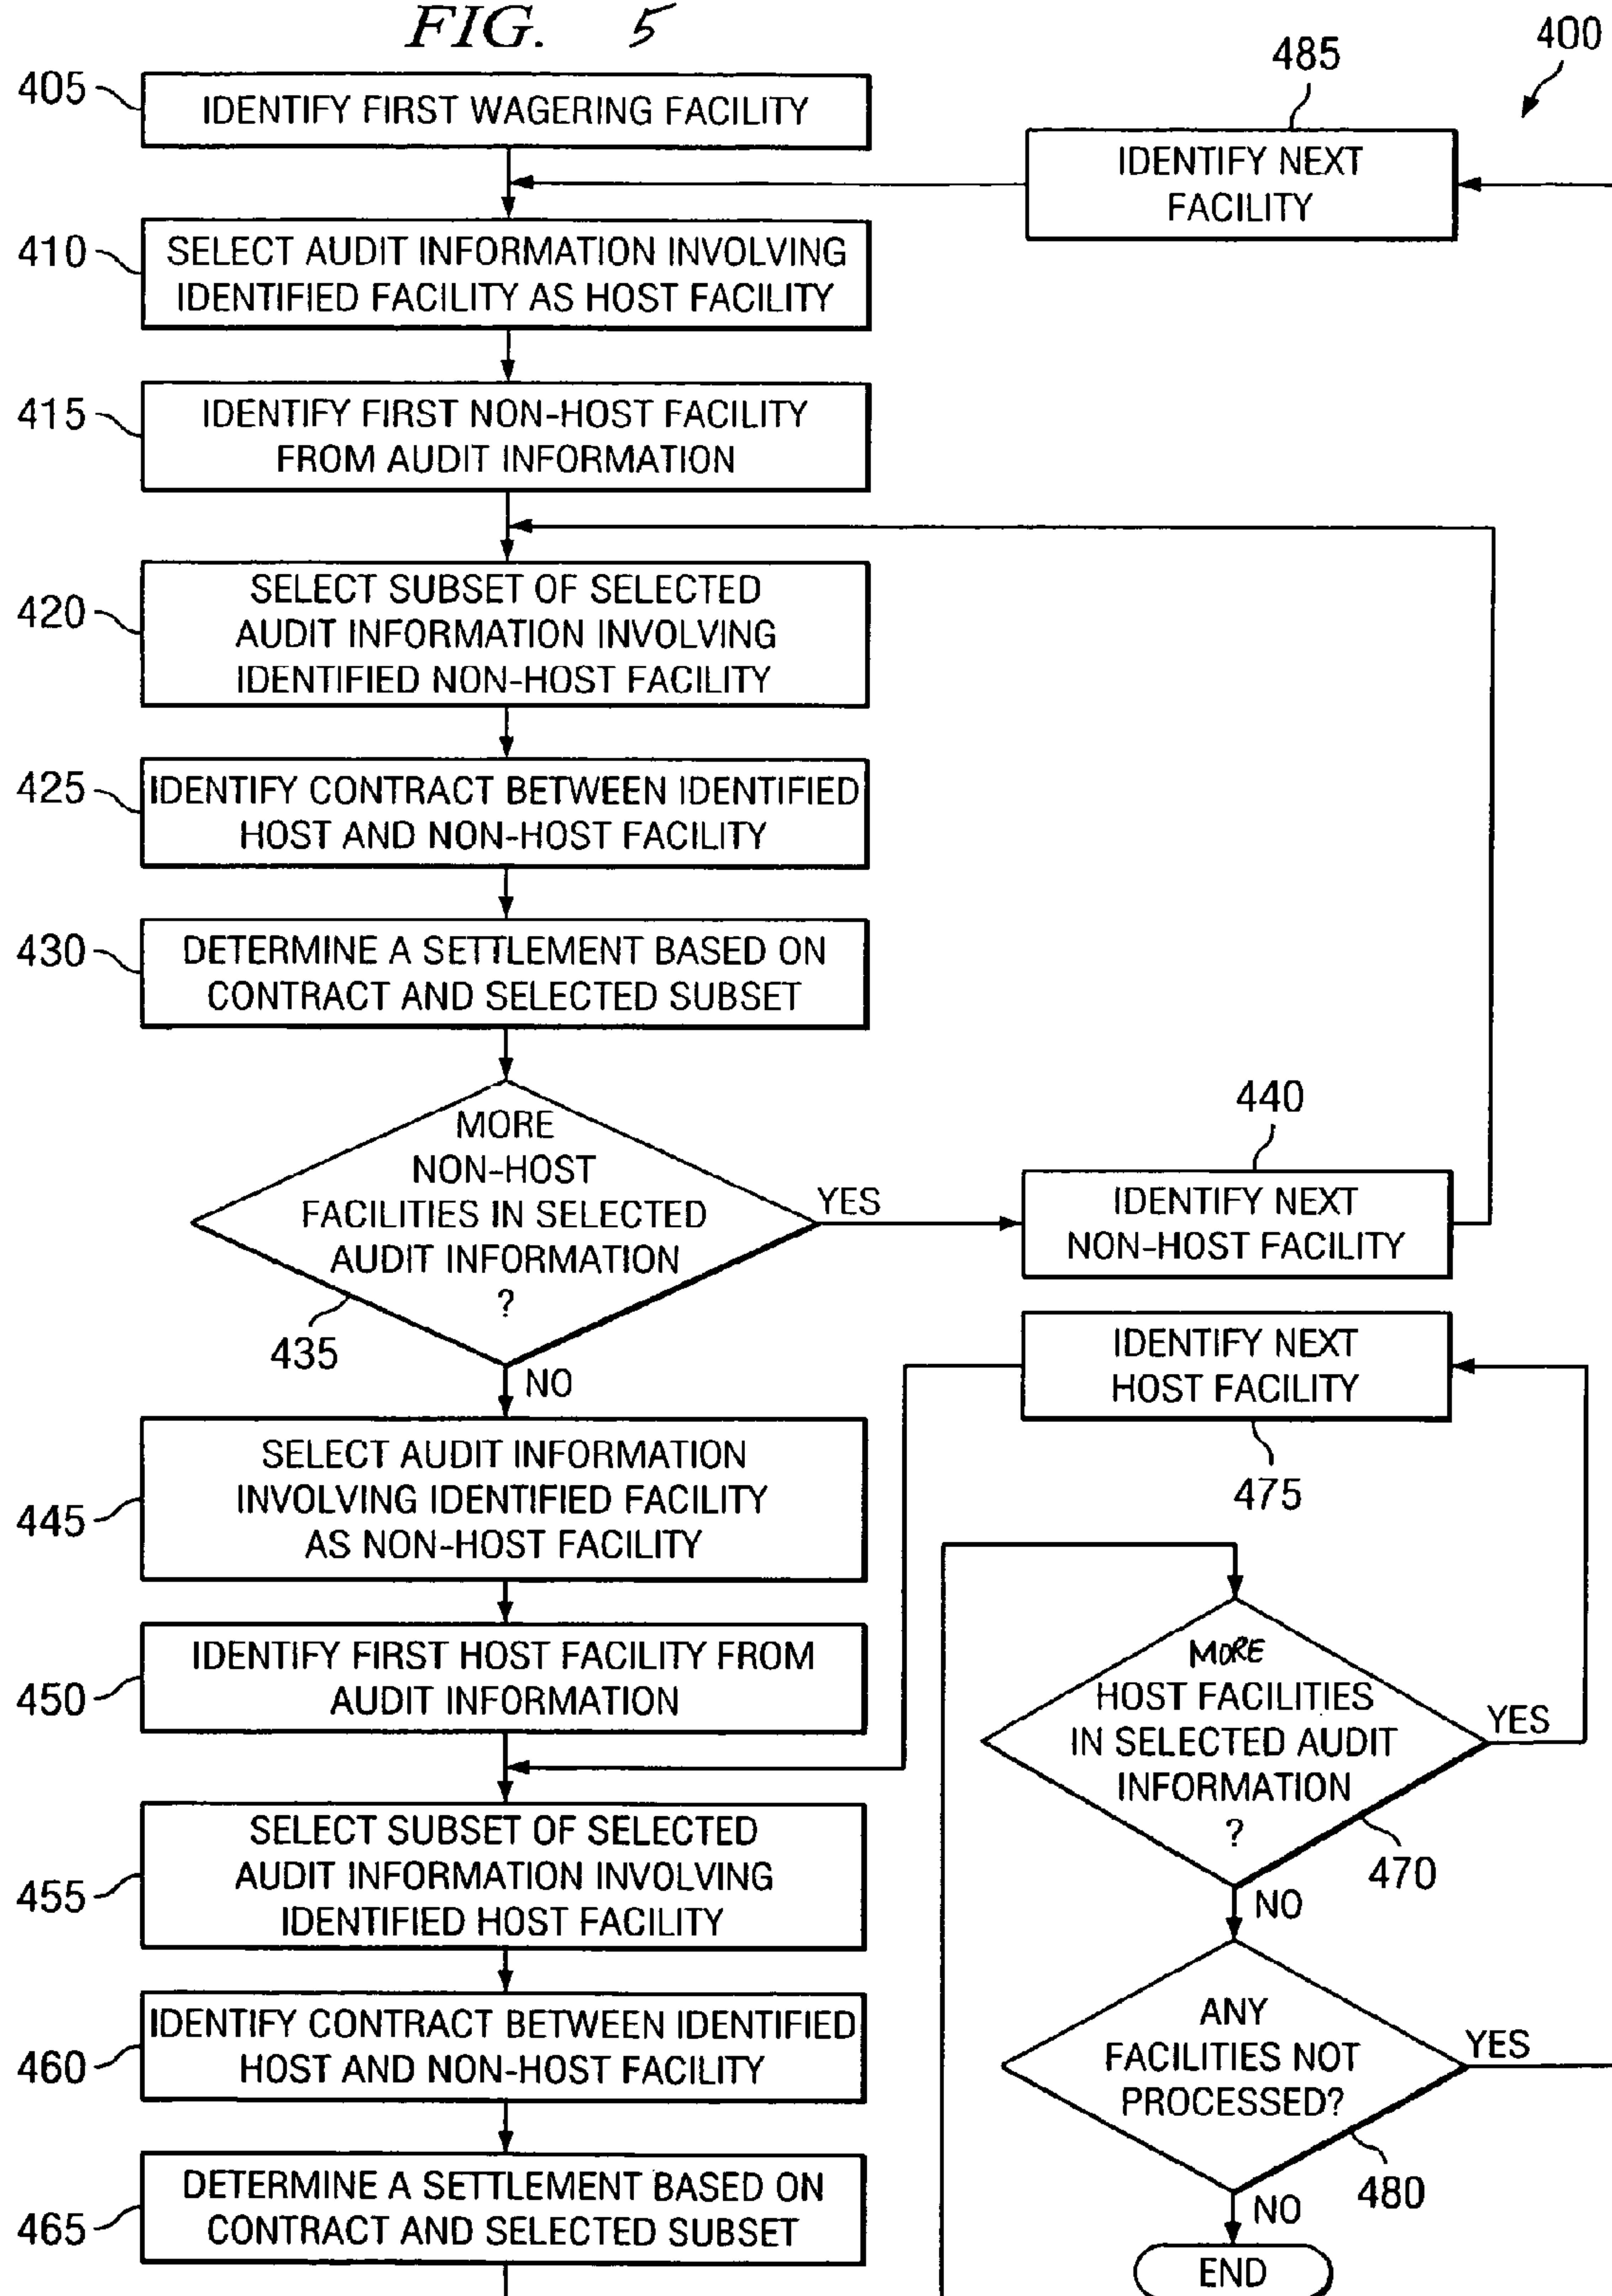 FIG. 5
400
405
IDENTIFY FIRST WAGERING FACILITY
485
IDENTIFY NEXT
FACILITY
410
SELECT AUDIT INFORMATION INVOLVING
IDENTIFIED FACILITY AS HOST FACILITY
415
IDENTIFY FIRST NON-HOST FACILITY
FROM AUDIT INFORMATION
420
SELECT SUBSET OF SELECTED
AUDIT INFORMATION INVOLVING
IDENTIFIED NON-HOST FACILITY
425
IDENTIFY CONTRACT BETWEEN IDENTIFIED
HOST AND NON-HOST FACILITY
430
DETERMINE A SETTLEMENT BASED ON
CONTRACT AND SELECTED SUBSET
MORE
NON-HOST
FACILITIES IN SELECTED
AUDIT INFORMATION
?
435
YES
NO
440
IDENTIFY NEXT
NON-HOST FACILITY
IDENTIFY NEXT
HOST FACILITY
475
445
SELECT AUDIT INFORMATION
INVOLVING IDENTIFIED FACILITY
AS NON-HOST FACILITY
450
IDENTIFY FIRST HOST FACILITY FROM
AUDIT INFORMATION
455
SELECT SUBSET OF SELECTED
AUDIT INFORMATION INVOLVING
IDENTIFIED HOST FACILITY
460
IDENTIFY CONTRACT BETWEEN IDENTIFIED
HOST AND NON-HOST FACILITY
465
DETERMINE A SETTLEMENT BASED ON
CONTRACT AND SELECTED SUBSET
MORE
HOST FACILITIES
IN SELECTED AUDIT
INFORMATION
?
470
YES
NO
ANY
FACILITIES NOT
PROCESSED?
480
YES
NO
END